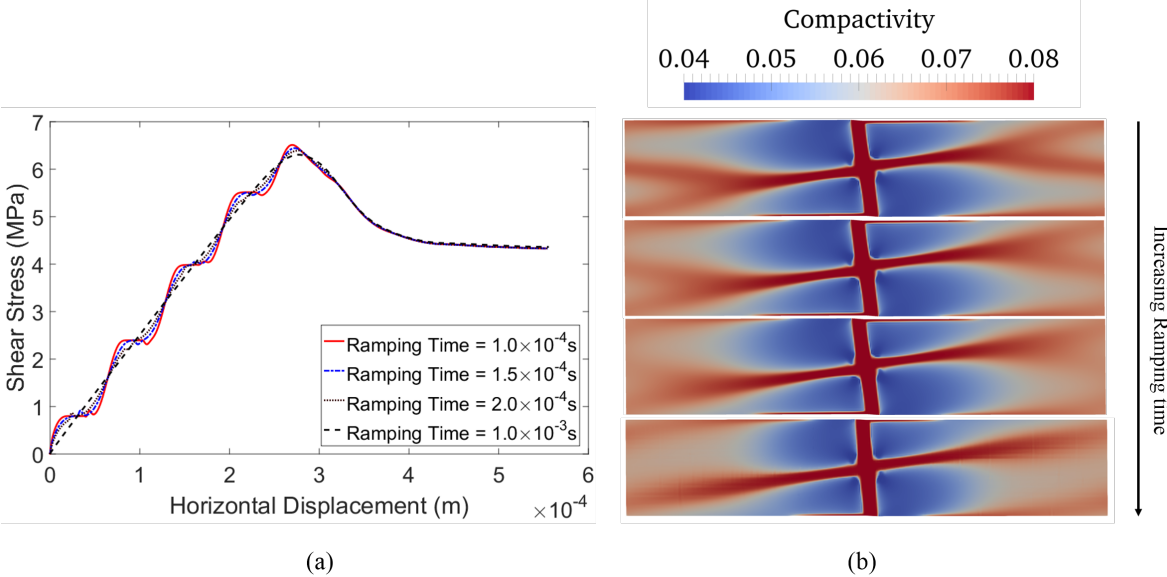 7
6
5
4
3
2
1
0
Shear Stress (MPa)
Ramping Time = 1.0×10⁻⁴s
Ramping Time = 1.5×10⁻⁴s
Ramping Time = 2.0×10⁻⁴s
Ramping Time = 1.0×10⁻³s
0 1 2 3 4 5 6
Horizontal Displacement (m)
×10⁻⁴
(a)
Compactivity
0.04 0.05 0.06 0.07 0.08
Increasing Ramping time
(b)